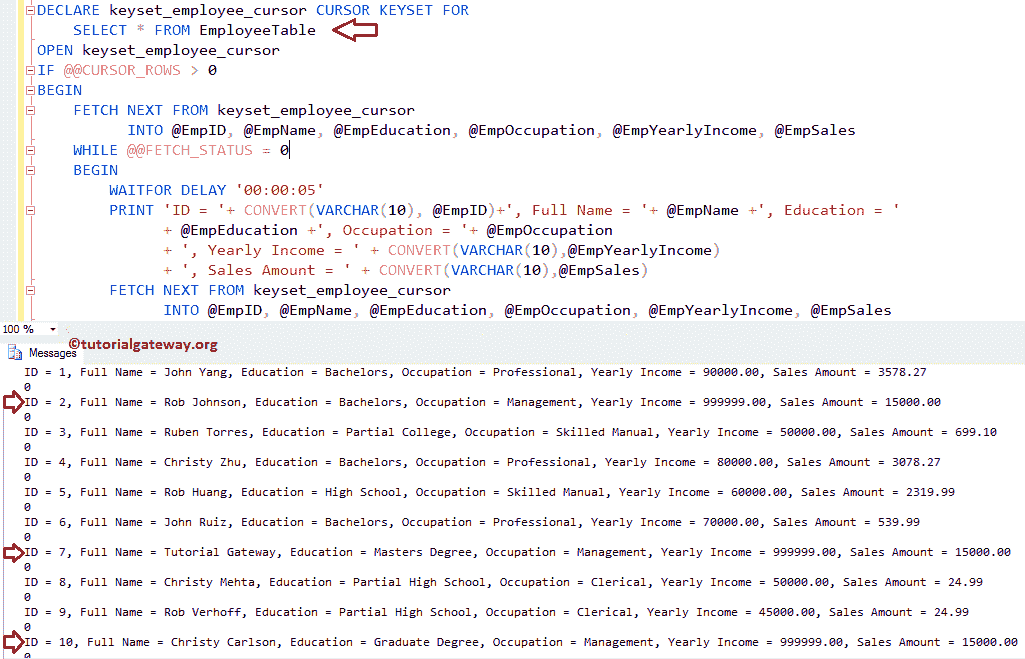 DECLARE keyset_employee_cursor CURSOR KEYSET FOR
SELECT * FROM EmployeeTable
OPEN keyset_employee_cursor
IF @@CURSOR_ROWS > 0
BEGIN
FETCH NEXT FROM keyset_employee_cursor
INTO @EmpID, @EmpName, @EmpEducation, @EmpOccupation, @EmpYearlyIncome, @EmpSales
WHILE @@FETCH_STATUS = 0
BEGIN
WAITFOR DELAY '00:00:05'
PRINT 'ID = '+ CONVERT(VARCHAR(10), @EmpID)+', Full Name = '+ @EmpName +', Education = '
+ @EmpEducation +', Occupation = '+ @EmpOccupation
+ ', Yearly Income = ' + CONVERT(VARCHAR(10),@EmpYearlyIncome)
+ ', Sales Amount = ' + CONVERT(VARCHAR(10),@EmpSales)
FETCH NEXT FROM keyset_employee_cursor
INTO @EmpID, @EmpName, @EmpEducation, @EmpOccupation, @EmpYearlyIncome, @EmpSales
100 %
©tutorialgateway.org
Messages
ID = 1, Full Name = John Yang, Education = Bachelors, Occupation = Professional, Yearly Income = 90000.00, Sales Amount = 3578.27
0
ID = 2, Full Name = Rob Johnson, Education = Bachelors, Occupation = Management, Yearly Income = 999999.00, Sales Amount = 15000.00
0
ID = 3, Full Name = Ruben Torres, Education = Partial College, Occupation = Skilled Manual, Yearly Income = 50000.00, Sales Amount = 699.10
0
ID = 4, Full Name = Christy Zhu, Education = Bachelors, Occupation = Professional, Yearly Income = 80000.00, Sales Amount = 3078.27
0
ID = 5, Full Name = Rob Huang, Education = High School, Occupation = Skilled Manual, Yearly Income = 60000.00, Sales Amount = 2319.99
0
ID = 6, Full Name = John Ruiz, Education = Bachelors, Occupation = Professional, Yearly Income = 70000.00, Sales Amount = 539.99
0
ID = 7, Full Name = Tutorial Gateway, Education = Masters Degree, Occupation = Management, Yearly Income = 999999.00, Sales Amount = 15000.00
0
ID = 8, Full Name = Christy Mehta, Education = Partial High School, Occupation = Clerical, Yearly Income = 50000.00, Sales Amount = 24.99
0
ID = 9, Full Name = Rob Verhoff, Education = Partial High School, Occupation = Clerical, Yearly Income = 45000.00, Sales Amount = 24.99
0
ID = 10, Full Name = Christy Carlson, Education = Graduate Degree, Occupation = Management, Yearly Income = 999999.00, Sales Amount = 15000.00
0